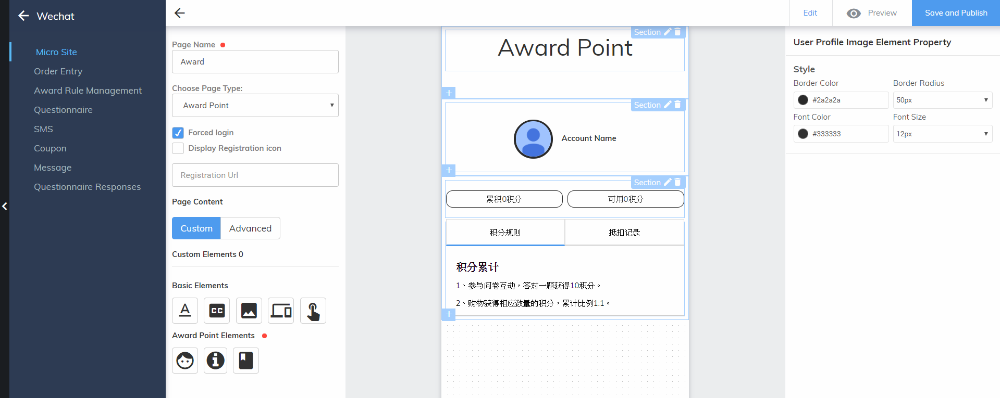 Wechat
Micro Site
Order Entry
Award Rule Management
Questionnaire
SMS
Coupon
Message
Questionnaire Responses
Edit
Preview
Save and Publish
Page Name
Award
Choose Page Type:
Award Point
Forced login
Display Registration icon
Registration Url
Page Content
Custom
Advanced
Custom Elements 0
Basic Elements
CC
Award Point Elements
Section
Award Point
Section
Account Name
Section
累积0积分
可用0积分
积分规则
抵扣记录
积分累计
1、参与问卷互动，答对一题获得10积分。
2、购物获得相应数量的积分，累计比例1:1。
User Profile Image Element Property
Style
Border Color
Border Radius
#2a2a2a
50px
Font Color
Font Size
#333333
12px